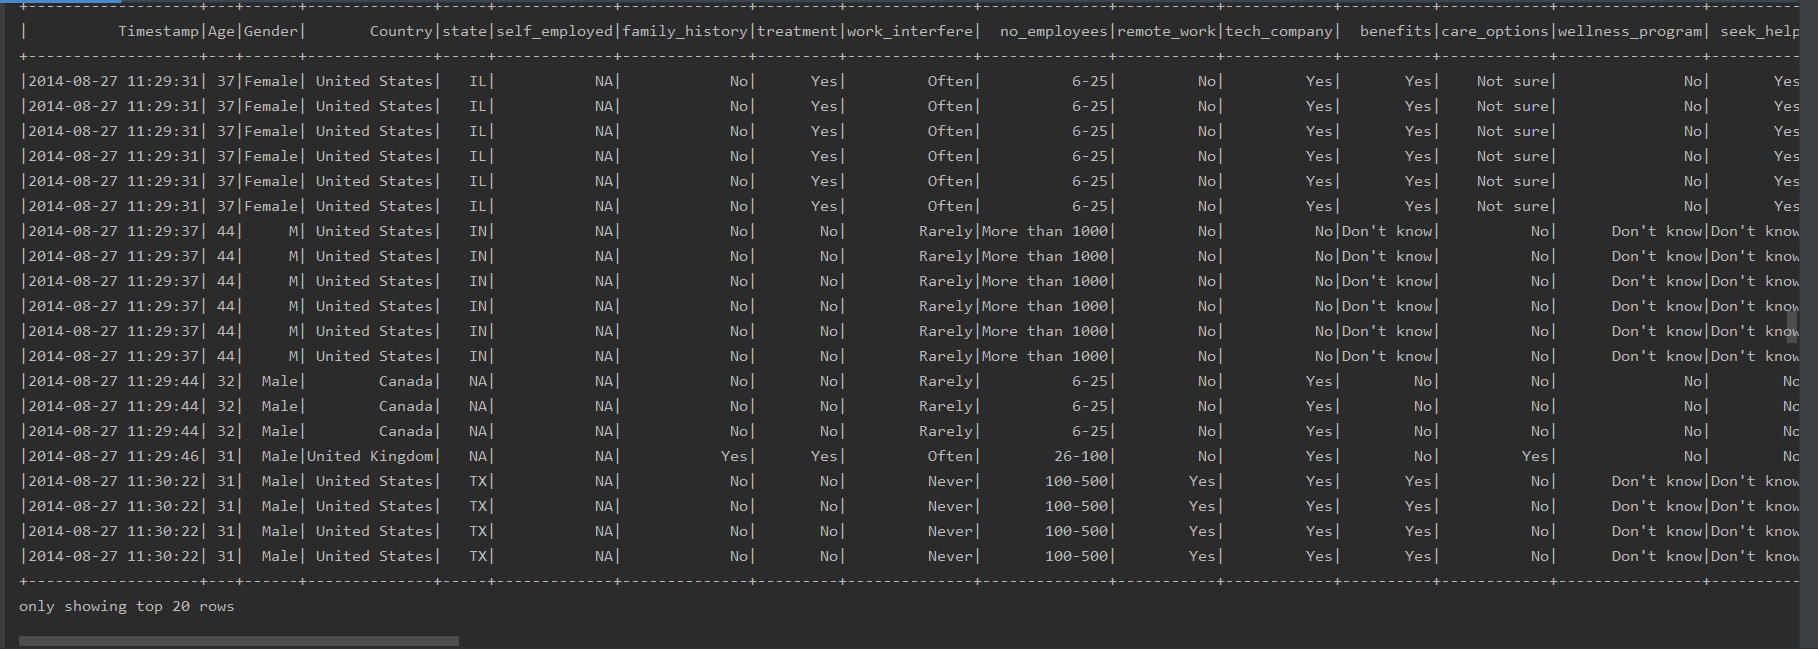 +-------------------+---+------+--------------+-----+-------------+--------------+---------+--------------+--------------+-----------+------------+----------+------------+----------------+----------
|          Timestamp|Age|Gender|       Country|state|self_employed|family_history|treatment|work_interfere|  no_employees|remote_work|tech_company|  benefits|care_options|wellness_program| seek_help
+-------------------+---+------+--------------+-----+-------------+--------------+---------+--------------+--------------+-----------+------------+----------+------------+----------------+----------
|2014-08-27 11:29:31| 37|Female| United States|   IL|           NA|            No|      Yes|         Often|          6-25|         No|         Yes|       Yes|    Not sure|              No|       Yes
|2014-08-27 11:29:31| 37|Female| United States|   IL|           NA|            No|      Yes|         Often|          6-25|         No|         Yes|       Yes|    Not sure|              No|       Yes
|2014-08-27 11:29:31| 37|Female| United States|   IL|           NA|            No|      Yes|         Often|          6-25|         No|         Yes|       Yes|    Not sure|              No|       Yes
|2014-08-27 11:29:31| 37|Female| United States|   IL|           NA|            No|      Yes|         Often|          6-25|         No|         Yes|       Yes|    Not sure|              No|       Yes
|2014-08-27 11:29:31| 37|Female| United States|   IL|           NA|            No|      Yes|         Often|          6-25|         No|         Yes|       Yes|    Not sure|              No|       Yes
|2014-08-27 11:29:31| 37|Female| United States|   IL|           NA|            No|      Yes|         Often|          6-25|         No|         Yes|       Yes|    Not sure|              No|       Yes
|2014-08-27 11:29:37| 44|     M| United States|   IN|           NA|            No|       No|        Rarely|More than 1000|         No|          No|Don't know|          No|      Don't know|Don't know
|2014-08-27 11:29:37| 44|     M| United States|   IN|           NA|            No|       No|        Rarely|More than 1000|         No|          No|Don't know|          No|      Don't know|Don't know
|2014-08-27 11:29:37| 44|     M| United States|   IN|           NA|            No|       No|        Rarely|More than 1000|         No|          No|Don't know|          No|      Don't know|Don't know
|2014-08-27 11:29:37| 44|     M| United States|   IN|           NA|            No|       No|        Rarely|More than 1000|         No|          No|Don't know|          No|      Don't know|Don't know
|2014-08-27 11:29:37| 44|     M| United States|   IN|           NA|            No|       No|        Rarely|More than 1000|         No|          No|Don't know|          No|      Don't know|Don't know
|2014-08-27 11:29:37| 44|     M| United States|   IN|           NA|            No|       No|        Rarely|More than 1000|         No|          No|Don't know|          No|      Don't know|Don't know
|2014-08-27 11:29:44| 32|  Male|        Canada|   NA|           NA|            No|       No|        Rarely|          6-25|         No|         Yes|        No|          No|              No|        No
|2014-08-27 11:29:44| 32|  Male|        Canada|   NA|           NA|            No|       No|        Rarely|          6-25|         No|         Yes|        No|          No|              No|        No
|2014-08-27 11:29:44| 32|  Male|        Canada|   NA|           NA|            No|       No|        Rarely|          6-25|         No|         Yes|        No|          No|              No|        No
|2014-08-27 11:29:46| 31|  Male|United Kingdom|   NA|           NA|           Yes|      Yes|         Often|        26-100|         No|         Yes|        No|         Yes|              No|        No
|2014-08-27 11:30:22| 31|  Male| United States|   TX|           NA|            No|       No|         Never|       100-500|        Yes|         Yes|       Yes|          No|      Don't know|Don't know
|2014-08-27 11:30:22| 31|  Male| United States|   TX|           NA|            No|       No|         Never|       100-500|        Yes|         Yes|       Yes|          No|      Don't know|Don't know
|2014-08-27 11:30:22| 31|  Male| United States|   TX|           NA|            No|       No|         Never|       100-500|        Yes|         Yes|       Yes|          No|      Don't know|Don't know
|2014-08-27 11:30:22| 31|  Male| United States|   TX|           NA|            No|       No|         Never|       100-500|        Yes|         Yes|       Yes|          No|      Don't know|Don't know
+-------------------+---+------+--------------+-----+-------------+--------------+---------+--------------+--------------+-----------+------------+----------+------------+----------------+----------
only showing top 20 rows